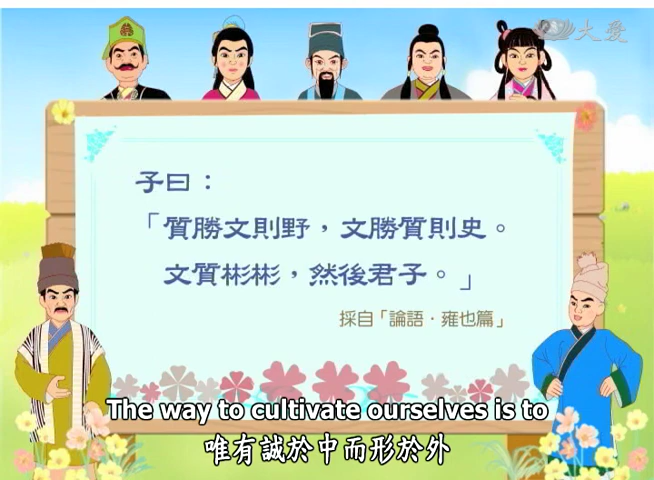 大愛
子曰：
「質勝文則野，文勝質則史。
文質彬彬，然後君子。」
採自「論語·雍也篇」
The way to cultivate ourselves is to
唯有誠於中而形於外